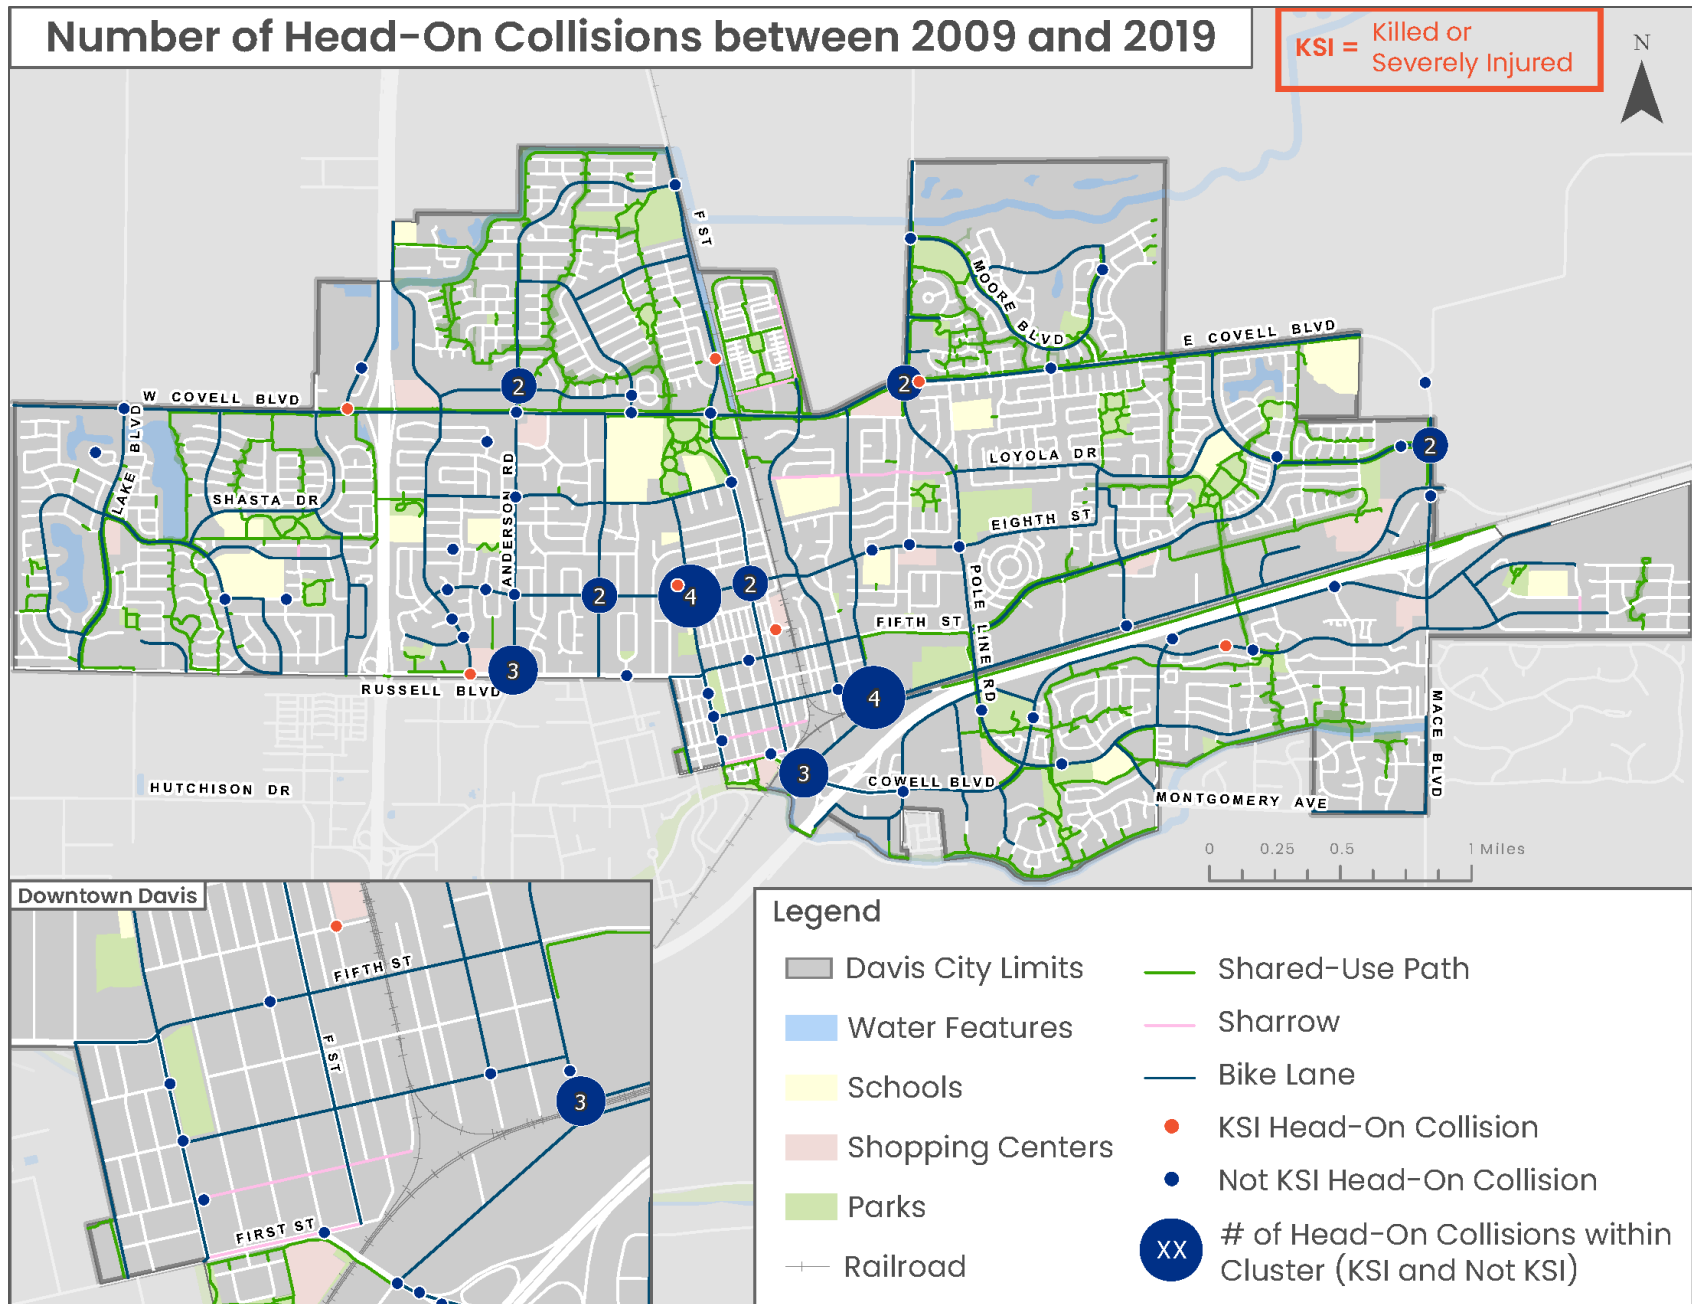 Number of Head-On Collisions between 2009 and 2019
KSI = Killed or
Severely Injured
N
F ST
MOORE BLVD
E COVELL BLVD
W COVELL BLVD
2
2
2
LAKE BLVD
SHASTA DR
ANDERSON RD
LOYOLA DR
EIGHTH ST
2
4
2
POLE LINE RD
FIFTH ST
3
4
RUSSELL BLVD
MACE BLVD
3
HUTCHISON DR
COWELL BLVD
MONTGOMERY AVE
0 0.25 0.5 1 Miles
Downtown Davis
FIFTH ST
F ST
3
FIRST ST
Legend
Davis City Limits
Water Features
Schools
Shopping Centers
Parks
Railroad
Shared-Use Path
Sharrow
Bike Lane
KSI Head-On Collision
Not KSI Head-On Collision
XX
# of Head-On Collisions within
Cluster (KSI and Not KSI)